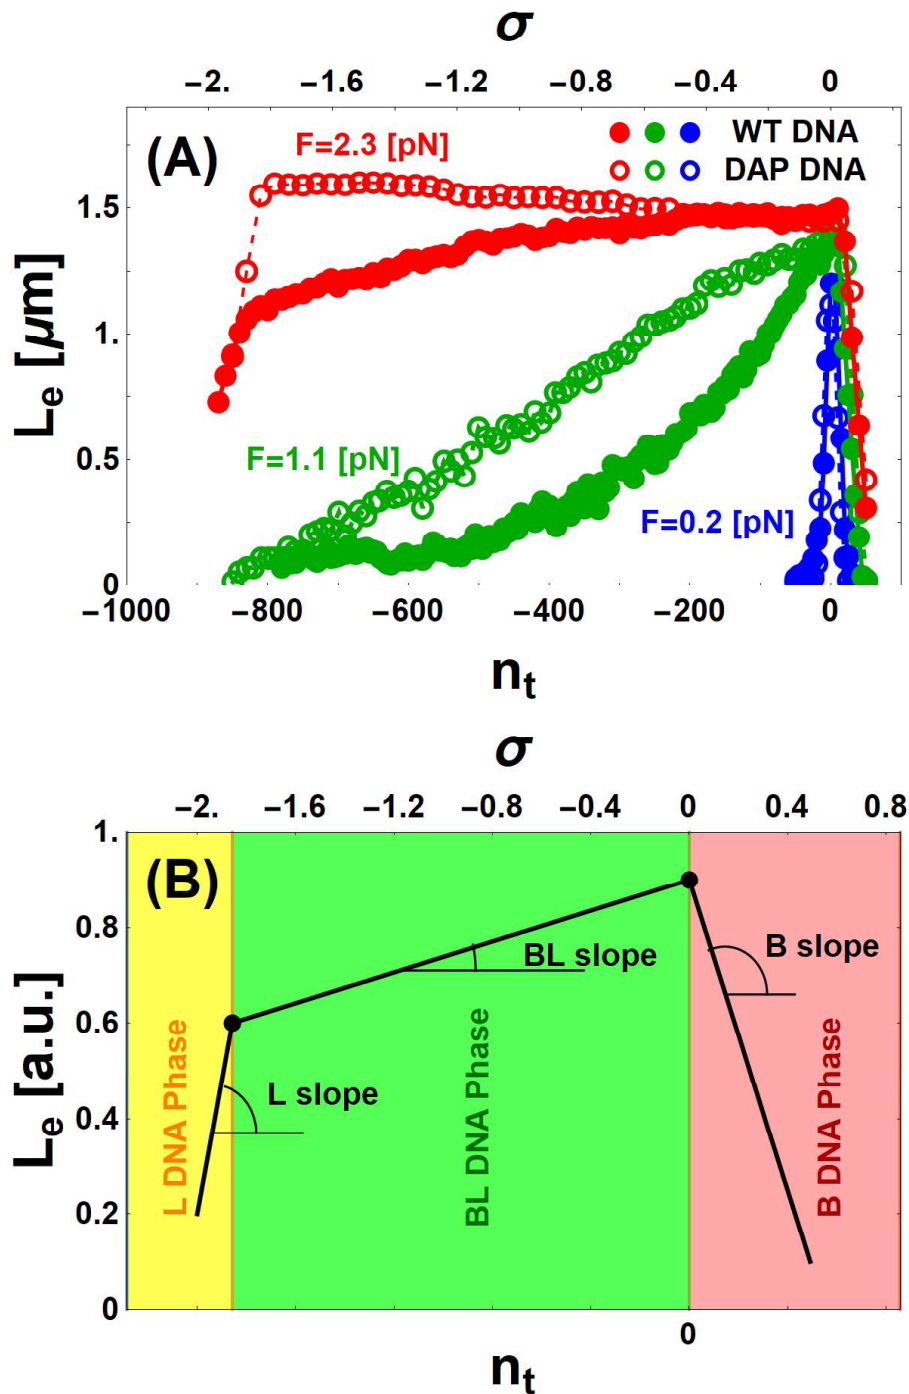 σ
−2. −1.6 −1.2 −0.8 −0.4 0
(A)
F=2.3 [pN]
WT DNA
DAP DNA
1.5
1.
0.5
0
Le [μm]
F=1.1 [pN]
F=0.2 [pN]
−1000 −800 −600 −400 −200 0
nt
σ
−2. −1.6 −1.2 −0.8 −0.4 0 0.4 0.8
1.
0.8
0.6
0.4
0.2
0
Le [a.u.]
(B)
BL slope
B slope
L slope
L DNA Phase
BL DNA Phase
B DNA Phase
0
nt